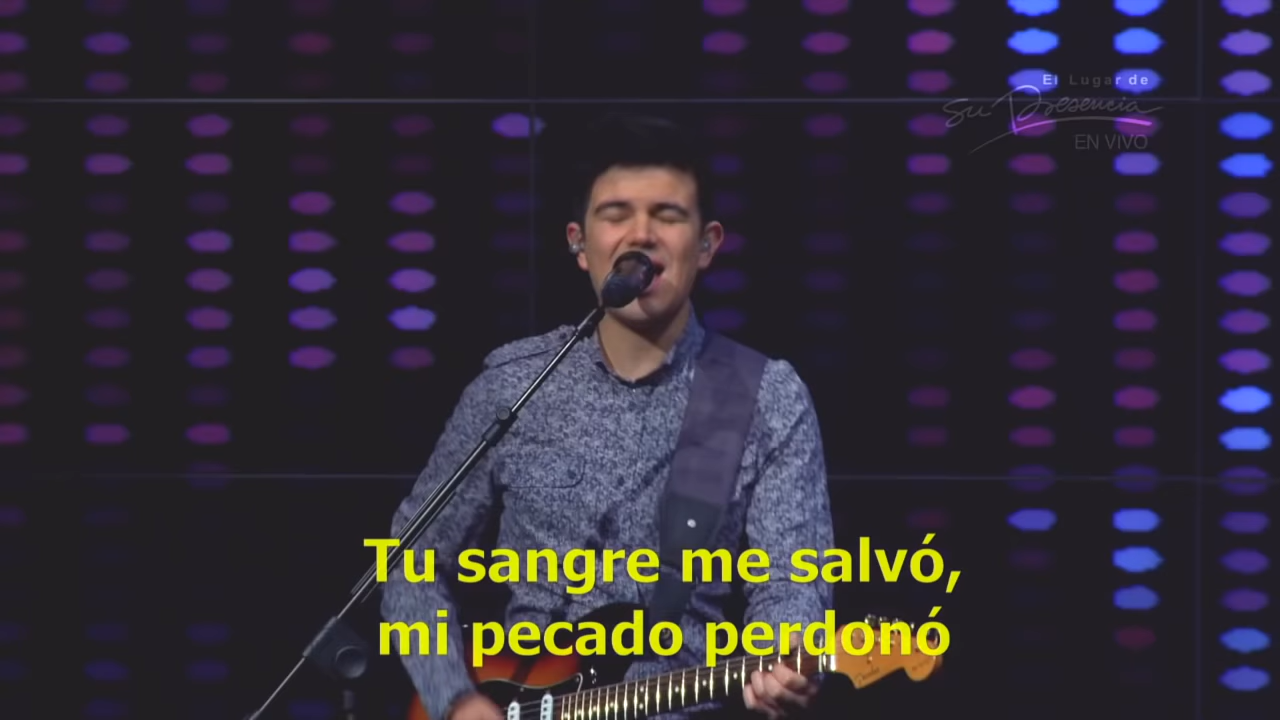 El Lugar de
Su Presencia
EN VIVO
Tu sangre me salvó,
mi pecado perdonó